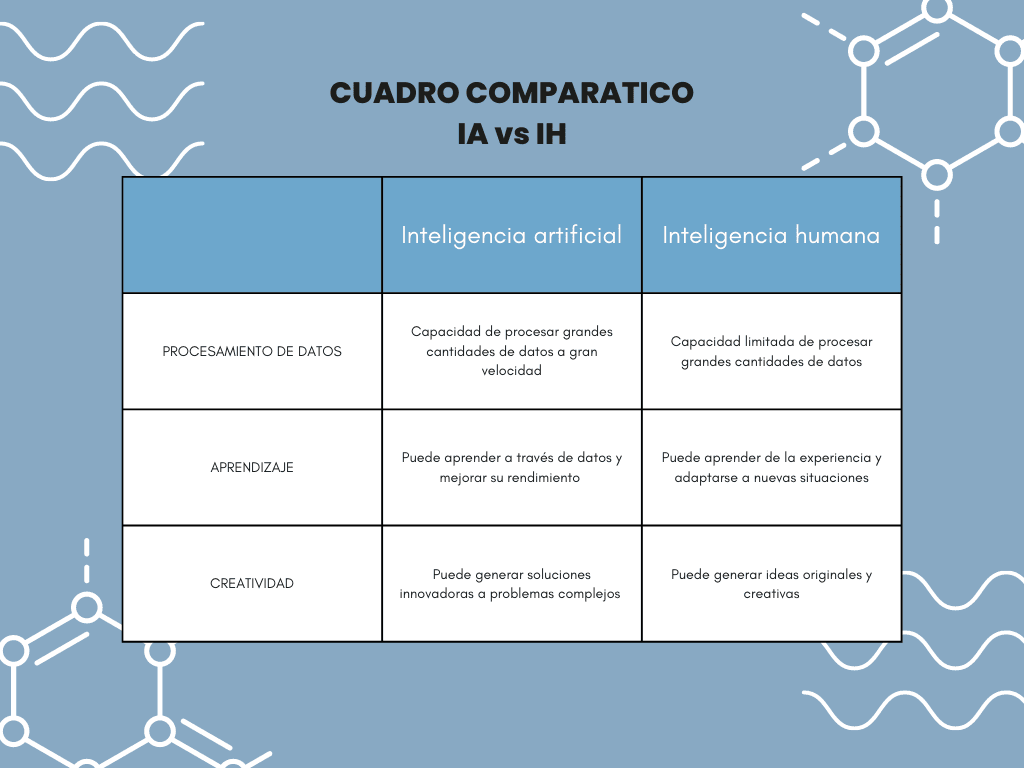 CUADRO COMPARATICO
IA vs IH
Inteligencia artificial
Inteligencia humana
PROCESAMIENTO DE DATOS
Capacidad de procesar grandes
cantidades de datos a gran
velocidad
Capacidad limitada de procesar
grandes cantidades de datos
APRENDIZAJE
Puede aprender a través de datos y
mejorar su rendimiento
Puede aprender de la experiencia y
adaptarse a nuevas situaciones
CREATIVIDAD
Puede generar soluciones
innovadoras a problemas complejos
Puede generar ideas originales y
creativas